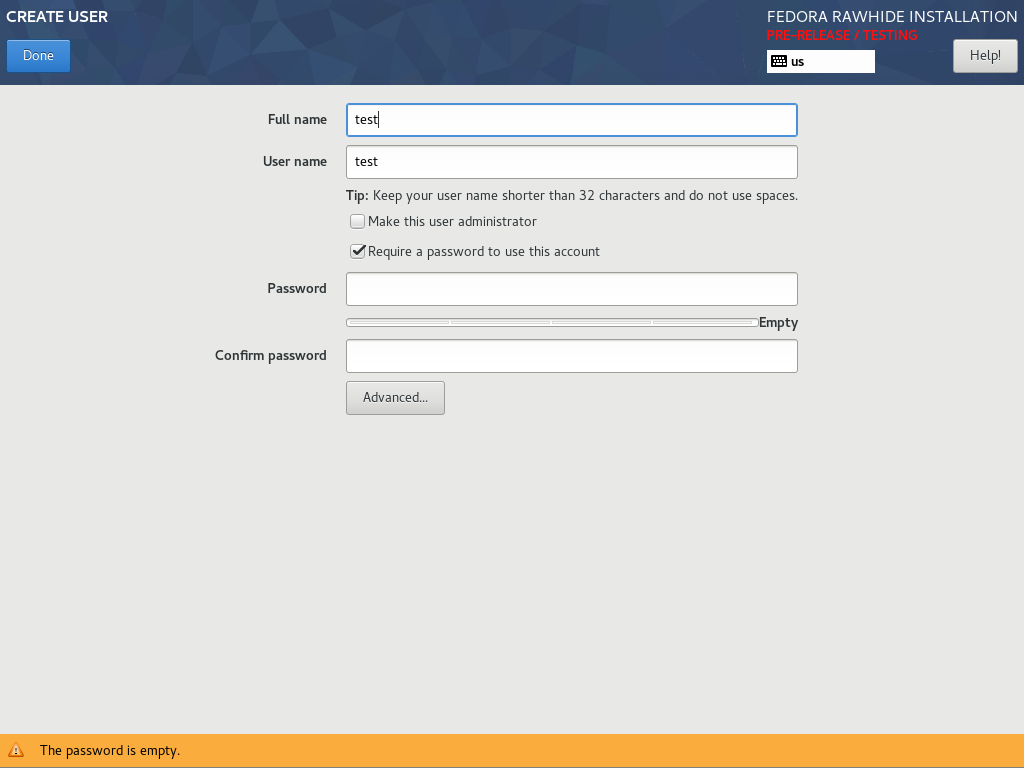 CREATE USER
FEDORA RAWHIDE INSTALLATION
PRE-RELEASE / TESTING
Done
us
Help!
Full name
test
User name
test
Tip: Keep your user name shorter than 32 characters and do not use spaces.
Make this user administrator
Require a password to use this account
Password
Empty
Confirm password
Advanced...
The password is empty.